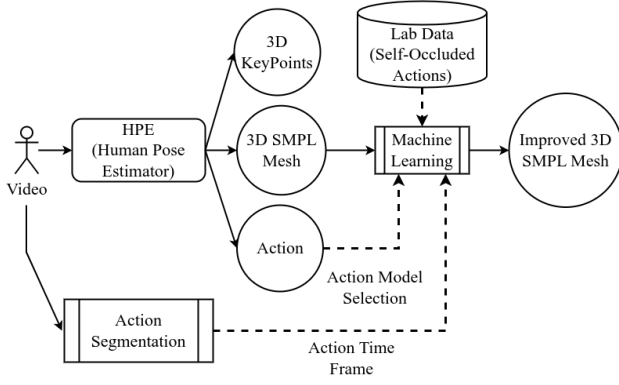 3D
KeyPoints
Lab Data
(Self-Occluded
Actions)
HPE
(Human Pose
Estimator)
3D SMPL
Mesh
Machine
Learning
Improved 3D
SMPL Mesh
Video
Action
Action Model
Selection
Action
Segmentation
Action Time
Frame